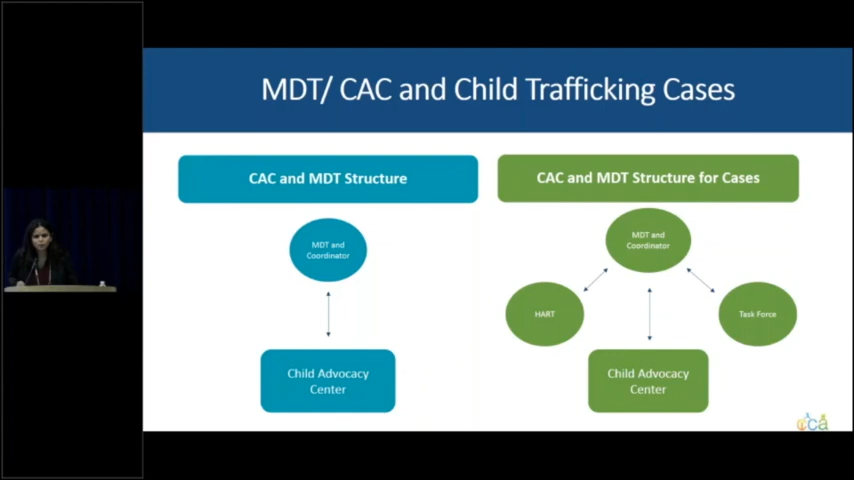 MDT/ CAC and Child Trafficking Cases
CAC and MDT Structure
MDT and
Coordinator
Child Advocacy
Center
CAC and MDT Structure for Cases
MDT and
Coordinator
HART
Task Force
Child Advocacy
Center
cca